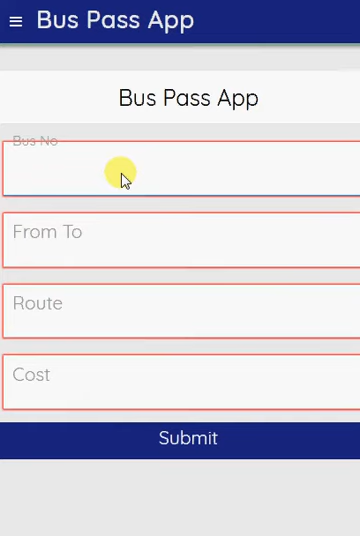 Bus Pass App
Bus Pass App
Bus No
From To
Route
Cost
Submit